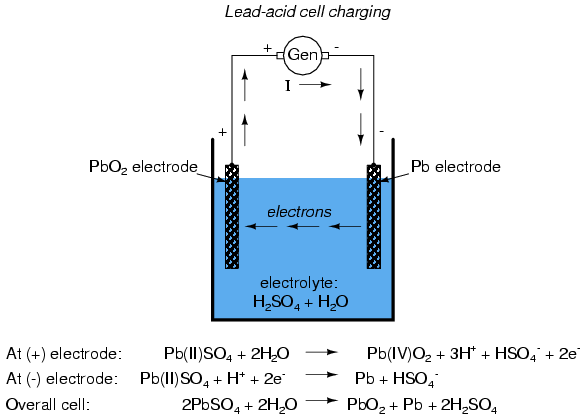 Lead-acid cell charging
+ Gen -
I
+ -
PbO₂ electrode Pb electrode
electrons
electrolyte:
H₂SO₄ + H₂O
At (+) electrode: Pb(II)SO₄ + 2H₂O → Pb(IV)O₂ + 3H⁺ + HSO₄⁻ + 2e⁻
At (-) electrode: Pb(II)SO₄ + H⁺ + 2e⁻ → Pb + HSO₄⁻
Overall cell: 2PbSO₄ + 2H₂O → PbO₂ + Pb + 2H₂SO₄